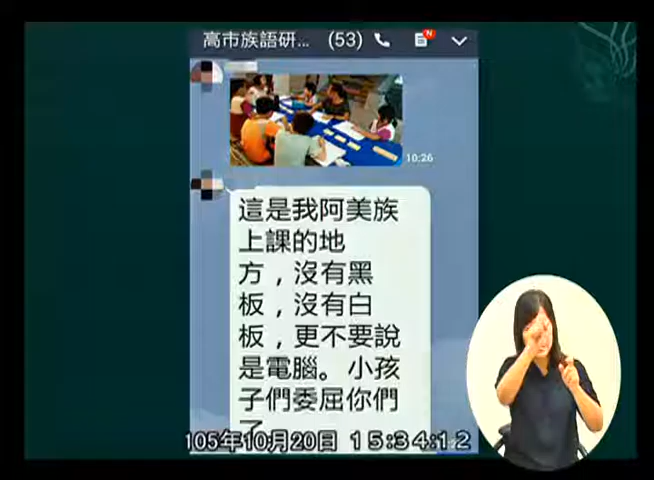 高市族語研... (53)
N
10:26
這是我阿美族
上課的地
方，沒有黑
板，沒有白
板，更不要說
是電腦。小孩
子們委屈你們
了
105年10月20日 15:34:12